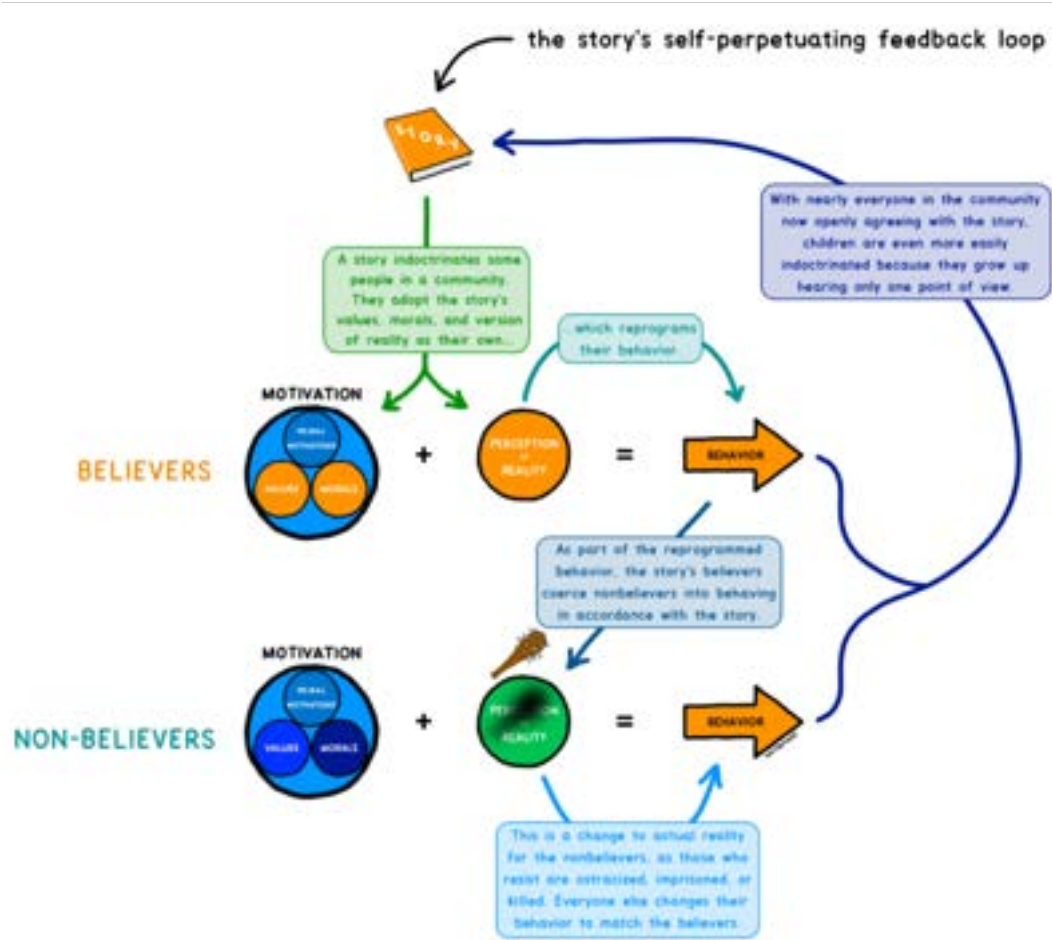 the story's self-perpetuating feedback loop
STORY
With nearly everyone in the community
now openly agreeing with the story,
children are even more easily
indoctrinated because they grow up
hearing only one point of view.
A story indoctrinates some
people in a community.
They adopt the story's
values, morals, and version
of reality as their own...
...which reprograms
their behavior.
MOTIVATION
PRIMAL
MOTIVATIONS
VALUES
MORALS
+
PERCEPTION
of
REALITY
=
BEHAVIOR
BELIEVERS
As part of the reprogrammed
behavior, the story's believers
coerce nonbelievers into behaving
in accordance with the story.
MOTIVATION
PRIMAL
MOTIVATIONS
VALUES
MORALS
+
PERCEPTION
REALITY
=
BEHAVIOR
NON-BELIEVERS
This is a change to actual reality
for the nonbelievers, as those who
resist are ostracized, imprisoned, or
killed. Everyone else changes their
behavior to match the believers.